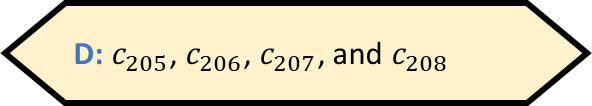 D: c₂₀₅, c₂₀₆, c₂₀₇, and c₂₀₈